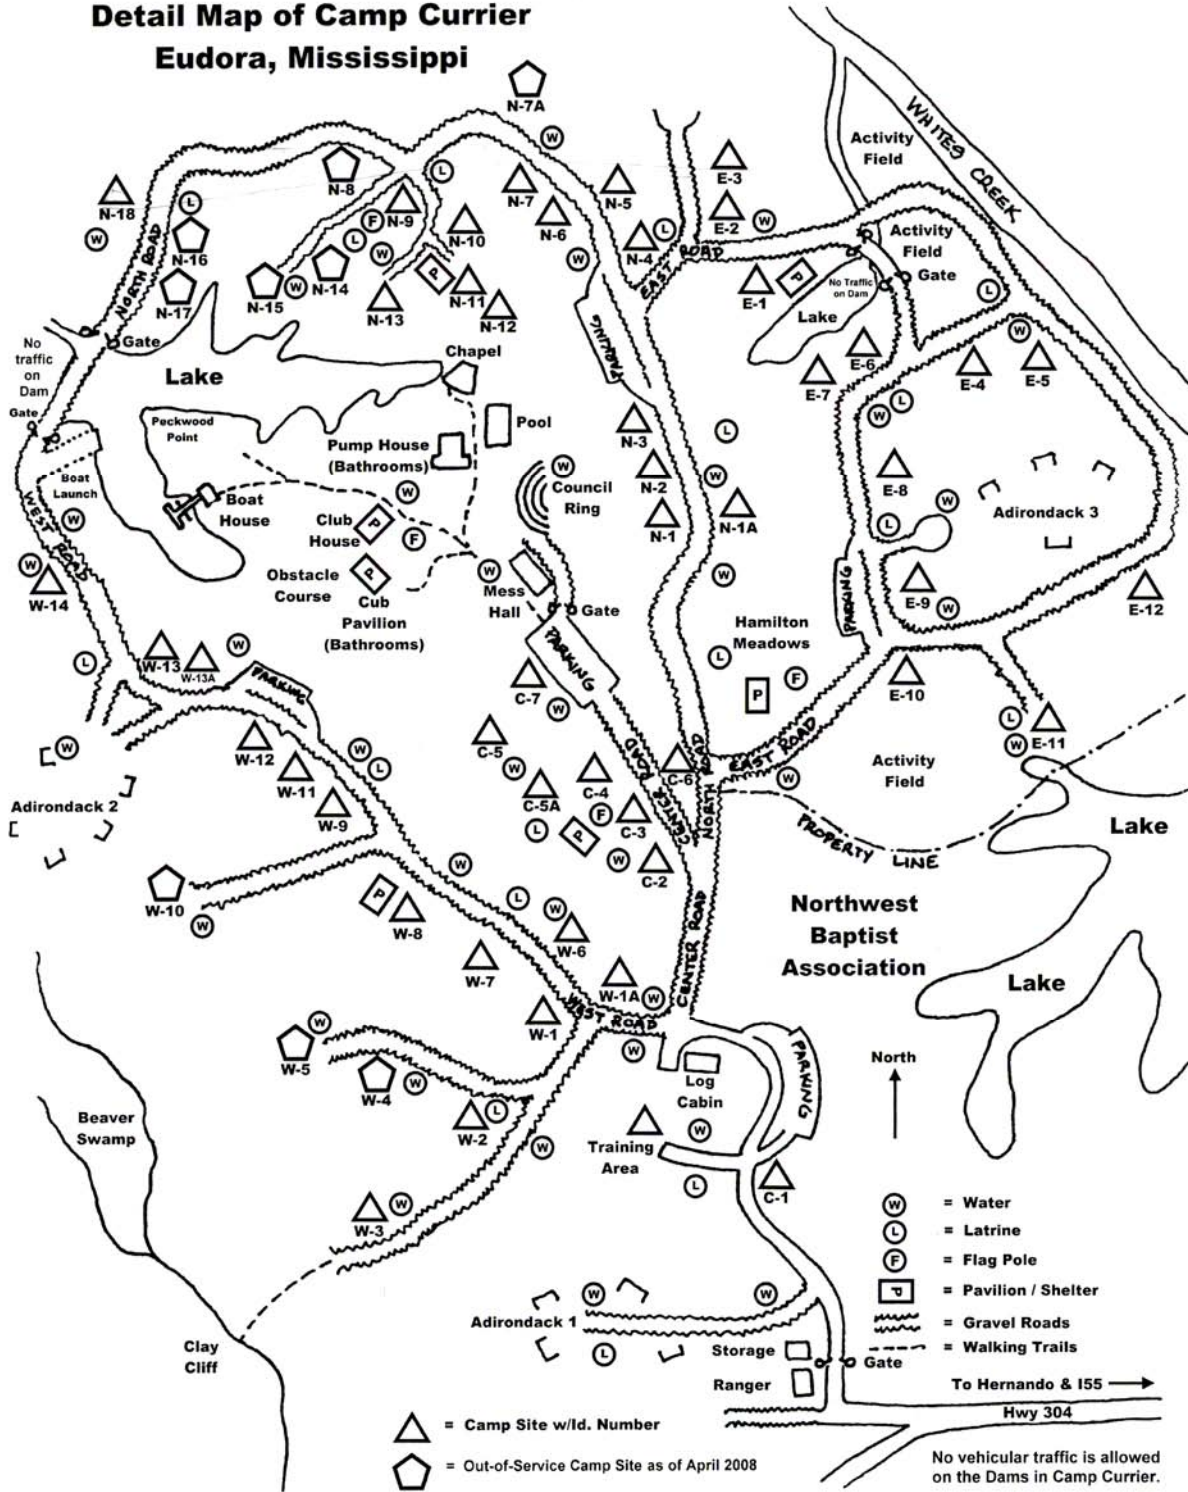 Detail Map of Camp Currier
Eudora, Mississippi
N-7A
W
WHITES CREEK
Activity
Field
N-8
L
E-3
N-18
L
N-9
N-7
N-5
E-2
W
W
F
N-10
N-6
N-4
L
Activity
Field
N-16
L
W
W
EAST ROAD
Gate
NORTH ROAD
N-15
W
N-14
P
N-11
E-1
P
No Traffic
on Dam
L
N-17
N-13
N-12
Lake
W
PARKING
Gate
No
traffic
on
Dam
Lake
Chapel
E-6
E-4
E-5
E-7
Gate
Peckwood
Point
Pool
N-3
L
W
L
Pump House
(Bathrooms)
W
Council
Ring
N-2
W
E-8
Boat
Launch
W
N-1
N-1A
W
Adirondack 3
WEST ROAD
W
Boat
House
Club
House
P
F
L
W
W-14
Obstacle
Course
P
W
Mess
Hall
W
PARKING
E-9
W
E-12
Cub
Pavilion
(Bathrooms)
Gate
Hamilton
Meadows
PARKING
L
W-13
W-13A
W
L
F
P
E-10
PARKING
C-7
W
L
W
E-11
W
W-12
W
L
C-5
W
C-6
EAST ROAD
W
Activity
Field
W-11
C-4
CENTER ROAD
NORTH ROAD
Adirondack 2
W-9
C-5A
F
C-3
PROPERTY LINE
Lake
L
P
W
C-2
W-10
W
W
P
W-8
L
W
W-6
CENTER ROAD
Northwest
Baptist
Association
W-7
W-1A
W
Lake
W-1
WEST ROAD
W
W
W-5
PARKING
North
W-4
W
Log
Cabin
Beaver
Swamp
W-2
L
W
W
Training
Area
L
C-1
W-3
W
W = Water
L = Latrine
F = Flag Pole
P = Pavilion / Shelter
= Gravel Roads
= Walking Trails
Adirondack 1
W
W
L
Clay
Cliff
Storage
Gate
Ranger
To Hernando & I55
Hwy 304
= Camp Site w/Id. Number
= Out-of-Service Camp Site as of April 2008
No vehicular traffic is allowed
on the Dams in Camp Currier.